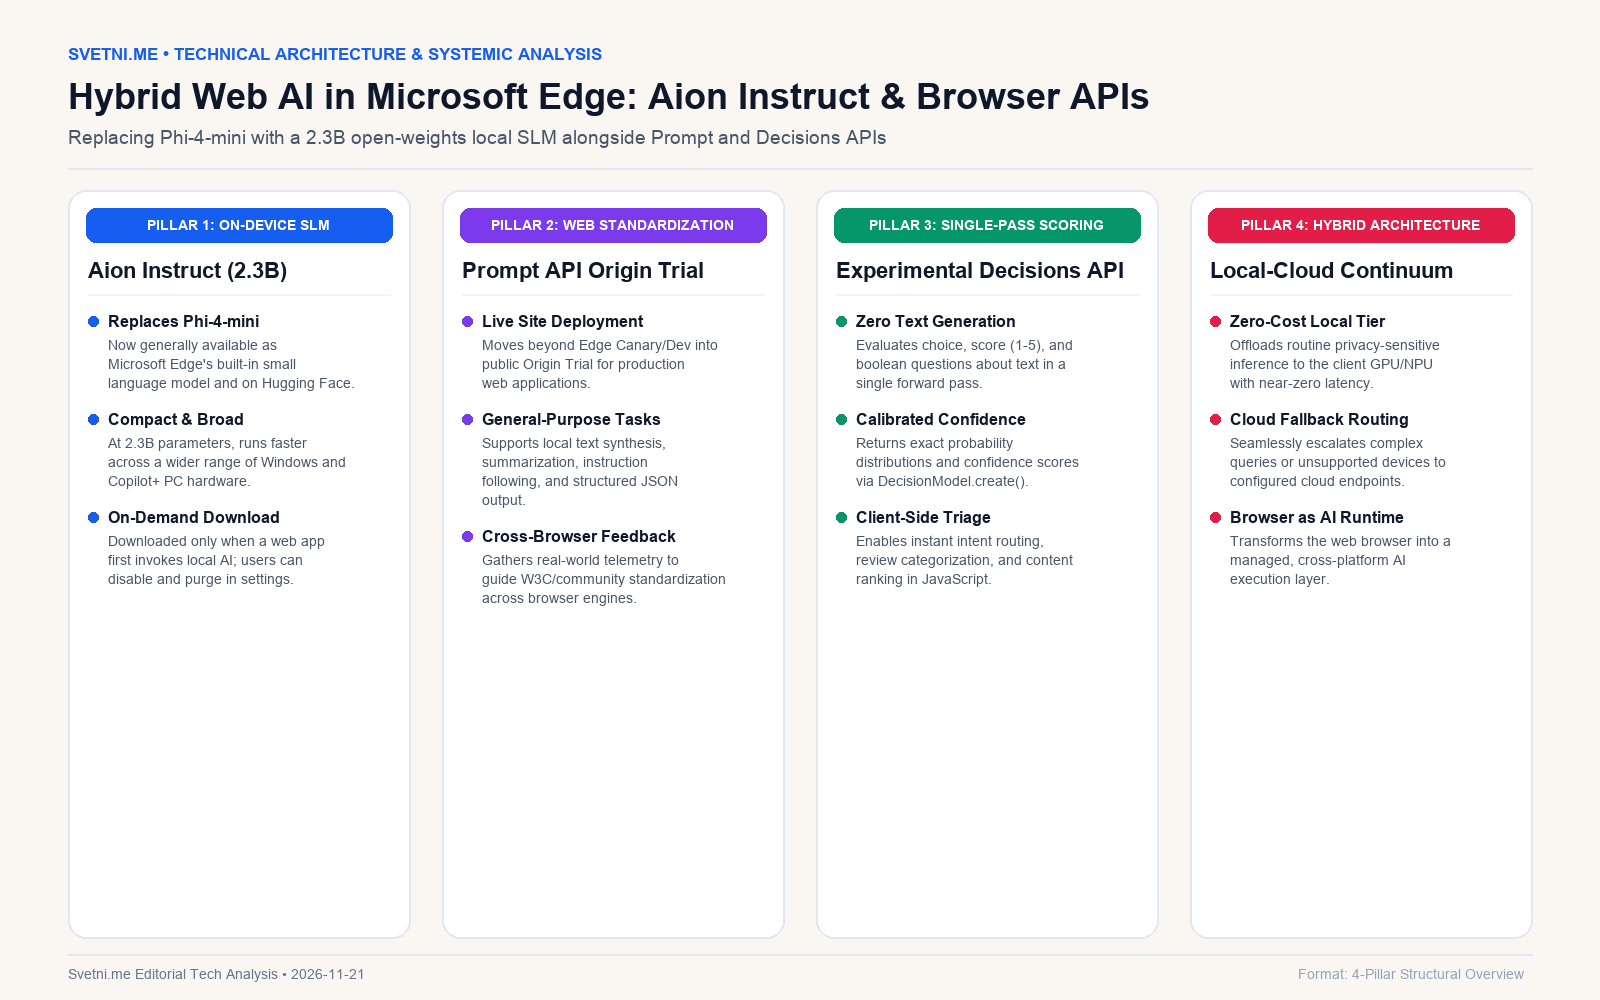 SVETNI.ME • TECHNICAL ARCHITECTURE & SYSTEMIC ANALYSIS
Hybrid Web AI in Microsoft Edge: Aion Instruct & Browser APIs
Replacing Phi-4-mini with a 2.3B open-weights local SLM alongside Prompt and Decisions APIs
PILLAR 1: ON-DEVICE SLM
Aion Instruct (2.3B)
Replaces Phi-4-mini
Now generally available as
Microsoft Edge's built-in small
language model and on Hugging Face.
Compact & Broad
At 2.3B parameters, runs faster
across a wider range of Windows and
Copilot+ PC hardware.
On-Demand Download
Downloaded only when a web app
first invokes local AI; users can
disable and purge in settings.
PILLAR 2: WEB STANDARDIZATION
Prompt API Origin Trial
Live Site Deployment
Moves beyond Edge Canary/Dev into
public Origin Trial for production
web applications.
General-Purpose Tasks
Supports local text synthesis,
summarization, instruction
following, and structured JSON
output.
Cross-Browser Feedback
Gathers real-world telemetry to
guide W3C/community standardization
across browser engines.
PILLAR 3: SINGLE-PASS SCORING
Experimental Decisions API
Zero Text Generation
Evaluates choice, score (1-5), and
boolean questions about text in a
single forward pass.
Calibrated Confidence
Returns exact probability
distributions and confidence scores
via DecisionModel.create().
Client-Side Triage
Enables instant intent routing,
review categorization, and content
ranking in JavaScript.
PILLAR 4: HYBRID ARCHITECTURE
Local-Cloud Continuum
Zero-Cost Local Tier
Offloads routine privacy-sensitive
inference to the client GPU/NPU
with near-zero latency.
Cloud Fallback Routing
Seamlessly escalates complex
queries or unsupported devices to
configured cloud endpoints.
Browser as AI Runtime
Transforms the web browser into a
managed, cross-platform AI
execution layer.
Svetni.me Editorial Tech Analysis • 2026-11-21
Format: 4-Pillar Structural Overview